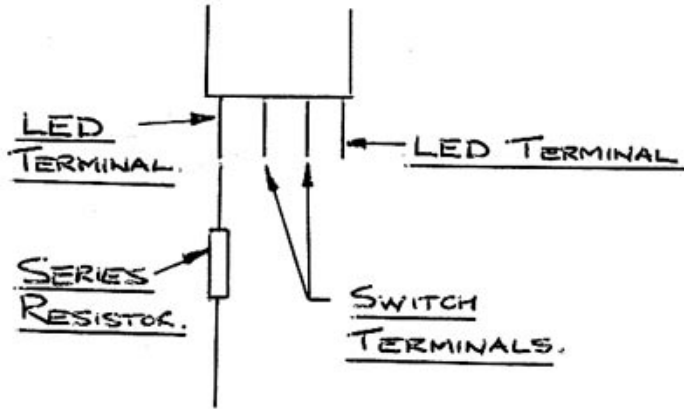 LED
TERMINAL.
LED TERMINAL
SERIES
RESISTOR.
SWITCH
TERMINALS.